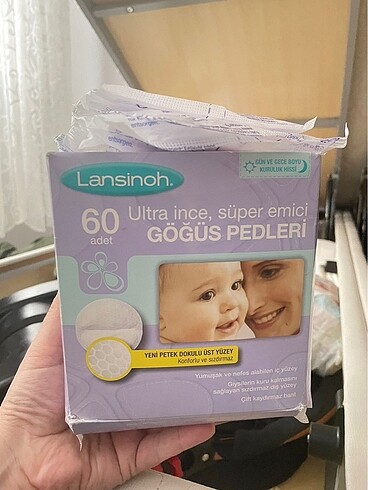 GÜN VE GECE BOYU
KURULUK HİSSİ
Lansinoh.
60
adet
Ultra ince, süper emici
GÖĞÜS PEDLERİ
YENİ PETEK DOKULU ÜST YÜZEY
Konforlu ve sızdırmaz
Yumuşak ve nefes alabilen iç yüzey
Giysilerin kuru kalmasını
sağlayan sızdırmaz dış yüzey
Çift kaydırmaz bant